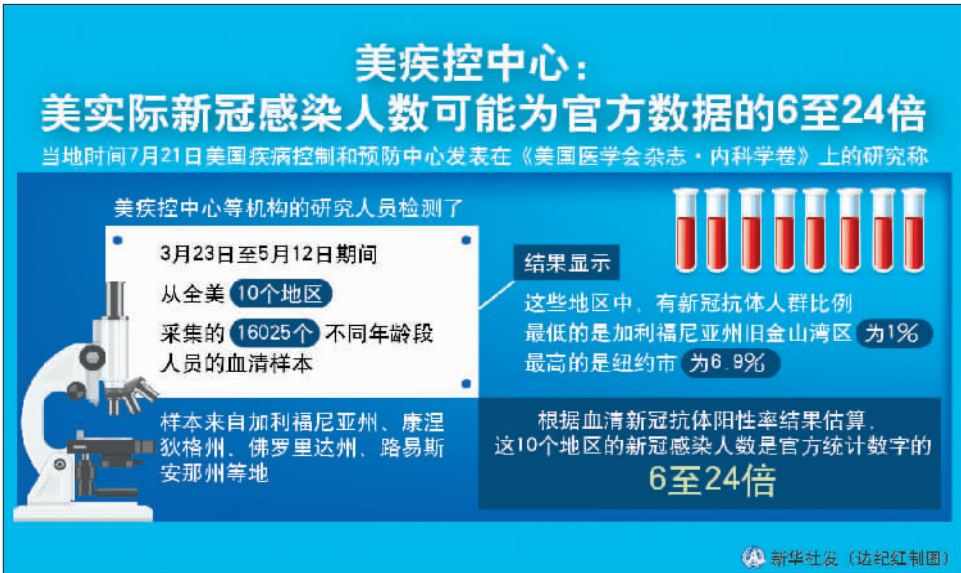 美疾控中心：
美实际新冠感染人数可能为官方数据的6至24倍
当地时间7月21日美国疾病控制和预防中心发表在《美国医学会杂志·内科学卷》上的研究称
美疾控中心等机构的研究人员检测了
3月23日至5月12日期间
从全美 10个地区
采集的 16025个 不同年龄段
人员的血清样本
样本来自加利福尼亚州、康涅
狄格州、佛罗里达州、路易斯
安那州等地
结果显示
这些地区中，有新冠抗体人群比例
最低的是加利福尼亚州旧金山湾区 为1%
最高的是纽约市 为6.9%
根据血清新冠抗体阳性率结果估算，
这10个地区的新冠感染人数是官方统计数字的
6至24倍
新华社发（边纪红制图）